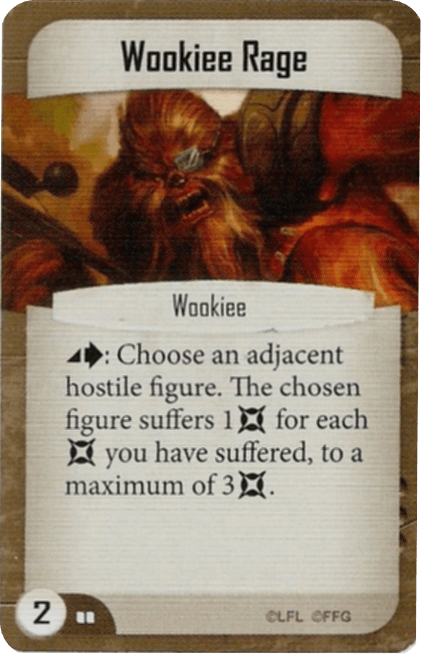 Wookiee Rage
Wookiee
: Choose an adjacent
hostile figure. The chosen
figure suffers 1 for each
you have suffered, to a
maximum of 3.
2
©LFL ©FFG